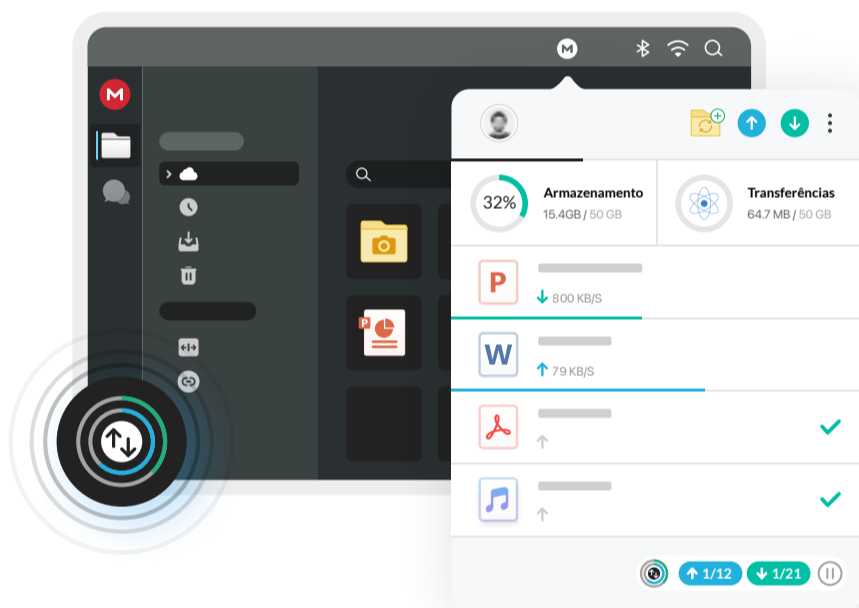 M
M
32%
Armazenamento
15.4GB / 50 GB
Transferências
64.7 MB / 50 GB
P
P
800 KB/S
W
79 KB/S
1/12
1/21